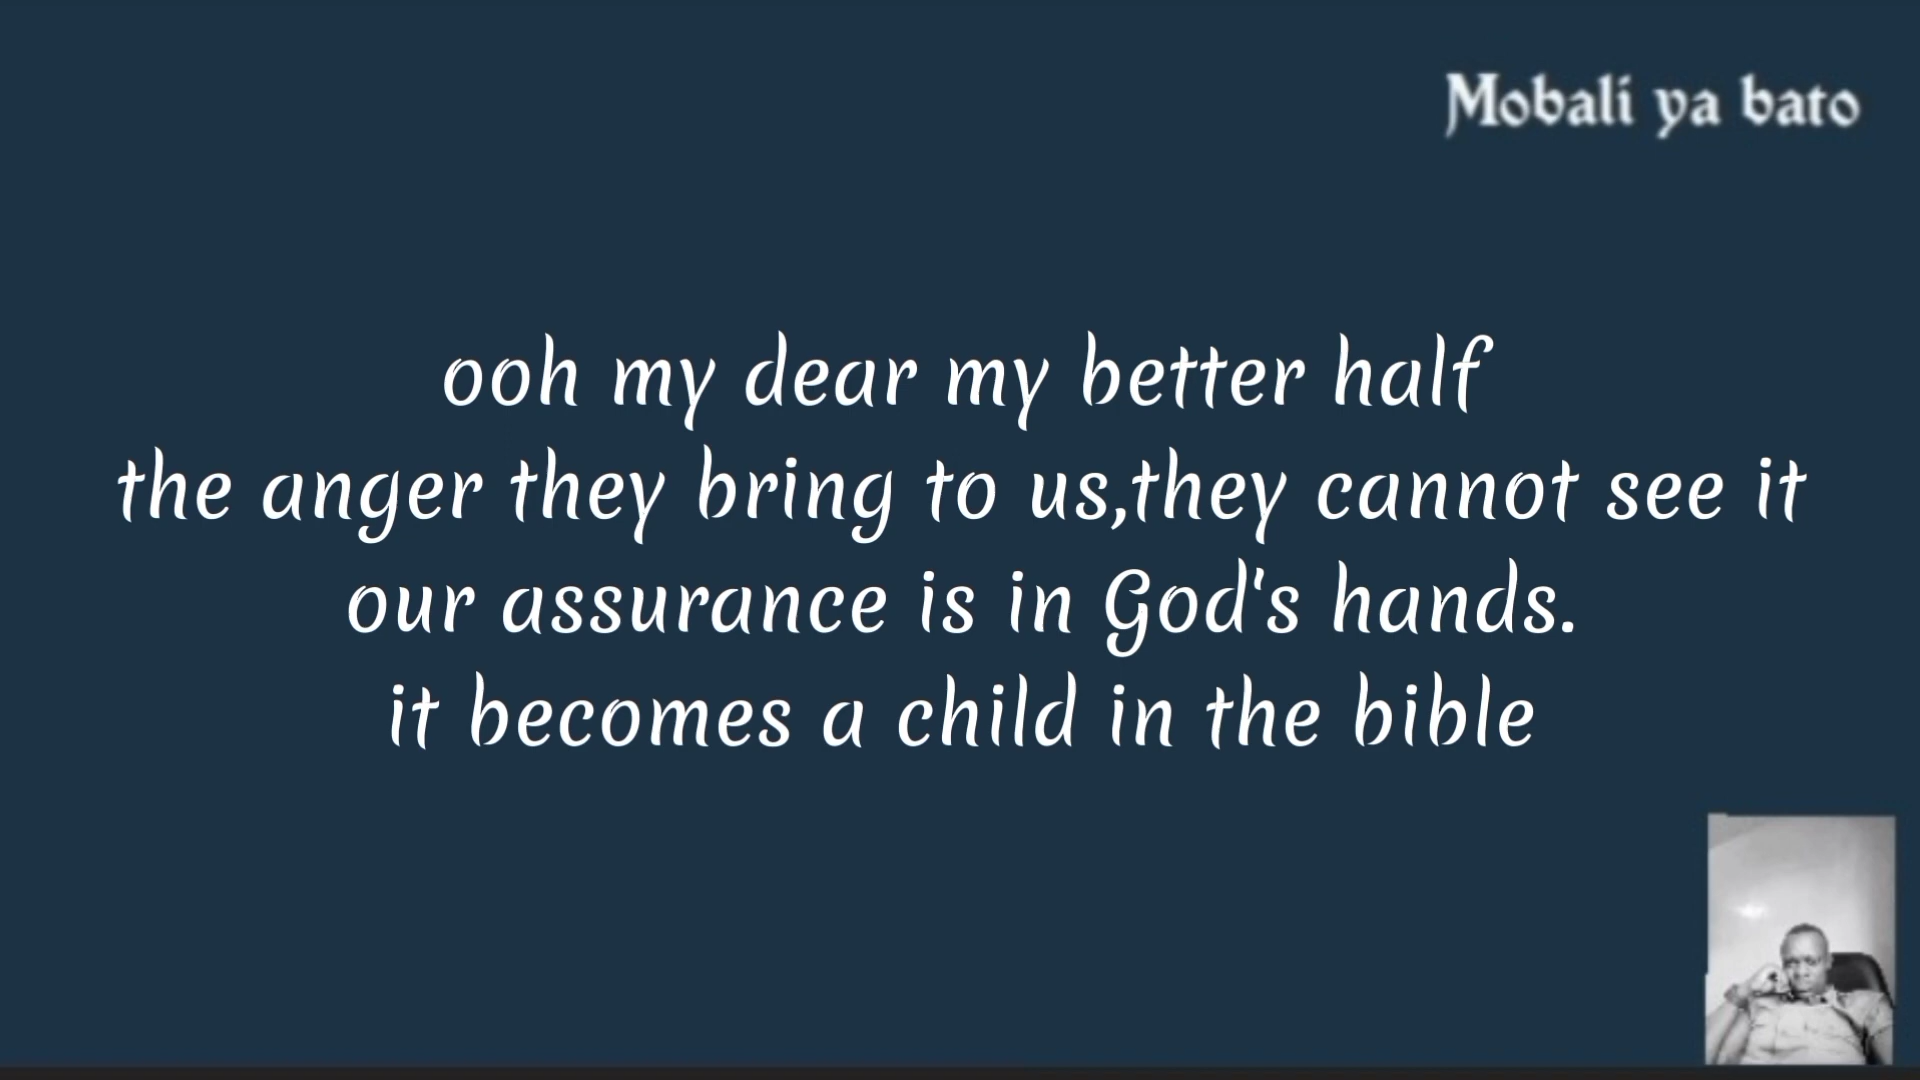 Mobali ya bato
ooh my dear my better half
the anger they bring to us,they cannot see it
our assurance is in God's hands.
it becomes a child in the bible